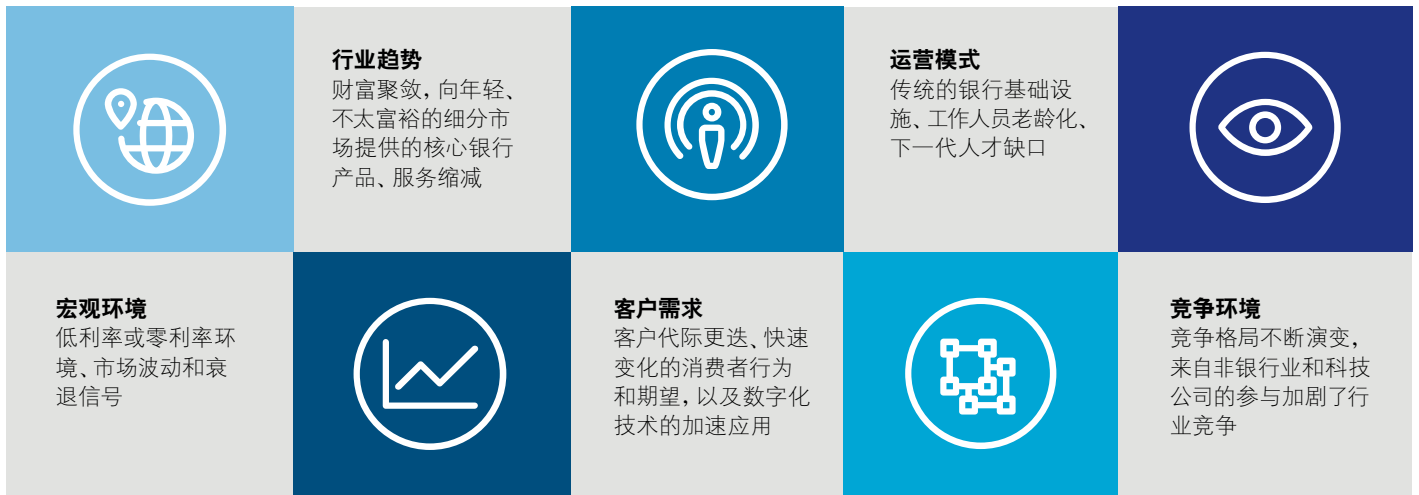 行业趋势
财富聚敛，向年轻、
不太富裕的细分市
场提供的核心银行
产品、服务缩减
运营模式
传统的银行基础设
施、工作人员老龄化、
下一代人才缺口
宏观环境
低利率或零利率环
境、市场波动和衰
退信号
客户需求
客户代际更迭、快速
变化的消费者行为
和期望，以及数字化
技术的加速应用
竞争环境
竞争格局不断演变，
来自非银行业和科技
公司的参与加剧了行
业竞争